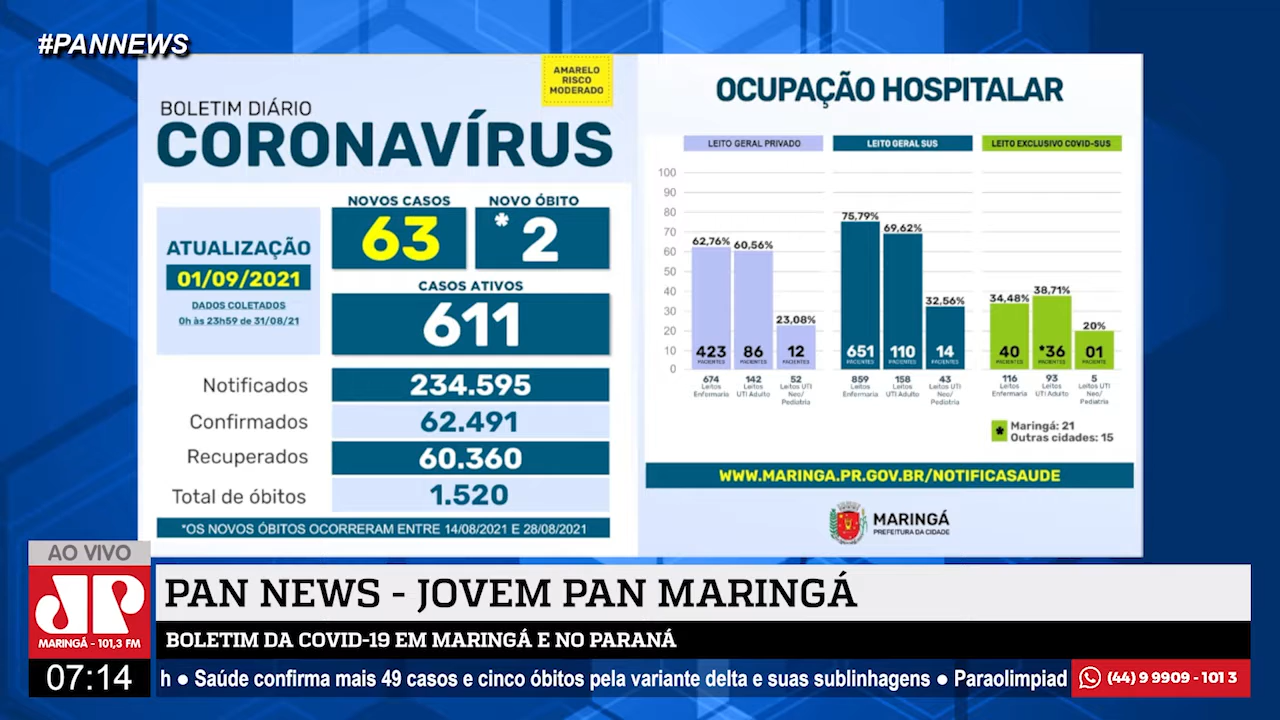 #PANNEWS
AMARELO
RISCO
MODERADO
BOLETIM DIÁRIO
CORONAVÍRUS
ATUALIZAÇÃO
01/09/2021
DADOS COLETADOS
0h às 23h59 de 31/08/21
NOVOS CASOS
63
NOVO ÓBITO
* 2
CASOS ATIVOS
611
Notificados 234.595
Confirmados 62.491
Recuperados 60.360
Total de óbitos 1.520
*OS NOVOS ÓBITOS OCORRERAM ENTRE 14/08/2021 E 28/08/2021
OCUPAÇÃO HOSPITALAR
LEITO GERAL PRIVADO LEITO GERAL SUS LEITO EXCLUSIVO COVID-SUS
100
90
80
70
60
50
40
30
20
10
0
62,76% 60,56% 23,08%
423 86 12
PACIENTES PACIENTES PACIENTES
674 142 52
Leitos Enfermaria
Leitos UTI Adulto
Leitos UTI Neo/ Pediatria
75,79% 69,62% 32,56%
651 110 14
PACIENTES PACIENTES PACIENTES
859 158 43
Leitos Enfermaria
Leitos UTI Adulto
Leitos UTI Neo/ Pediatria
34,48% 38,71% 20%
40 *36 01
PACIENTES PACIENTES PACIENTE
116 93 5
Leitos Enfermaria
Leitos UTI Adulto
Leitos UTI Neo/ Pediatria
* Maringá: 21
Outras cidades: 15
WWW.MARINGA.PR.GOV.BR/NOTIFICASAUDE
MARINGÁ
PREFEITURA DA CIDADE
AO VIVO
JP
MARINGÁ - 101,3 FM
07:14
PAN NEWS - JOVEM PAN MARINGÁ
BOLETIM DA COVID-19 EM MARINGÁ E NO PARANÁ
h ● Saúde confirma mais 49 casos e cinco óbitos pela variante delta e suas sublinhagens ● Paraolimpiad
(44) 9 9909 - 101 3